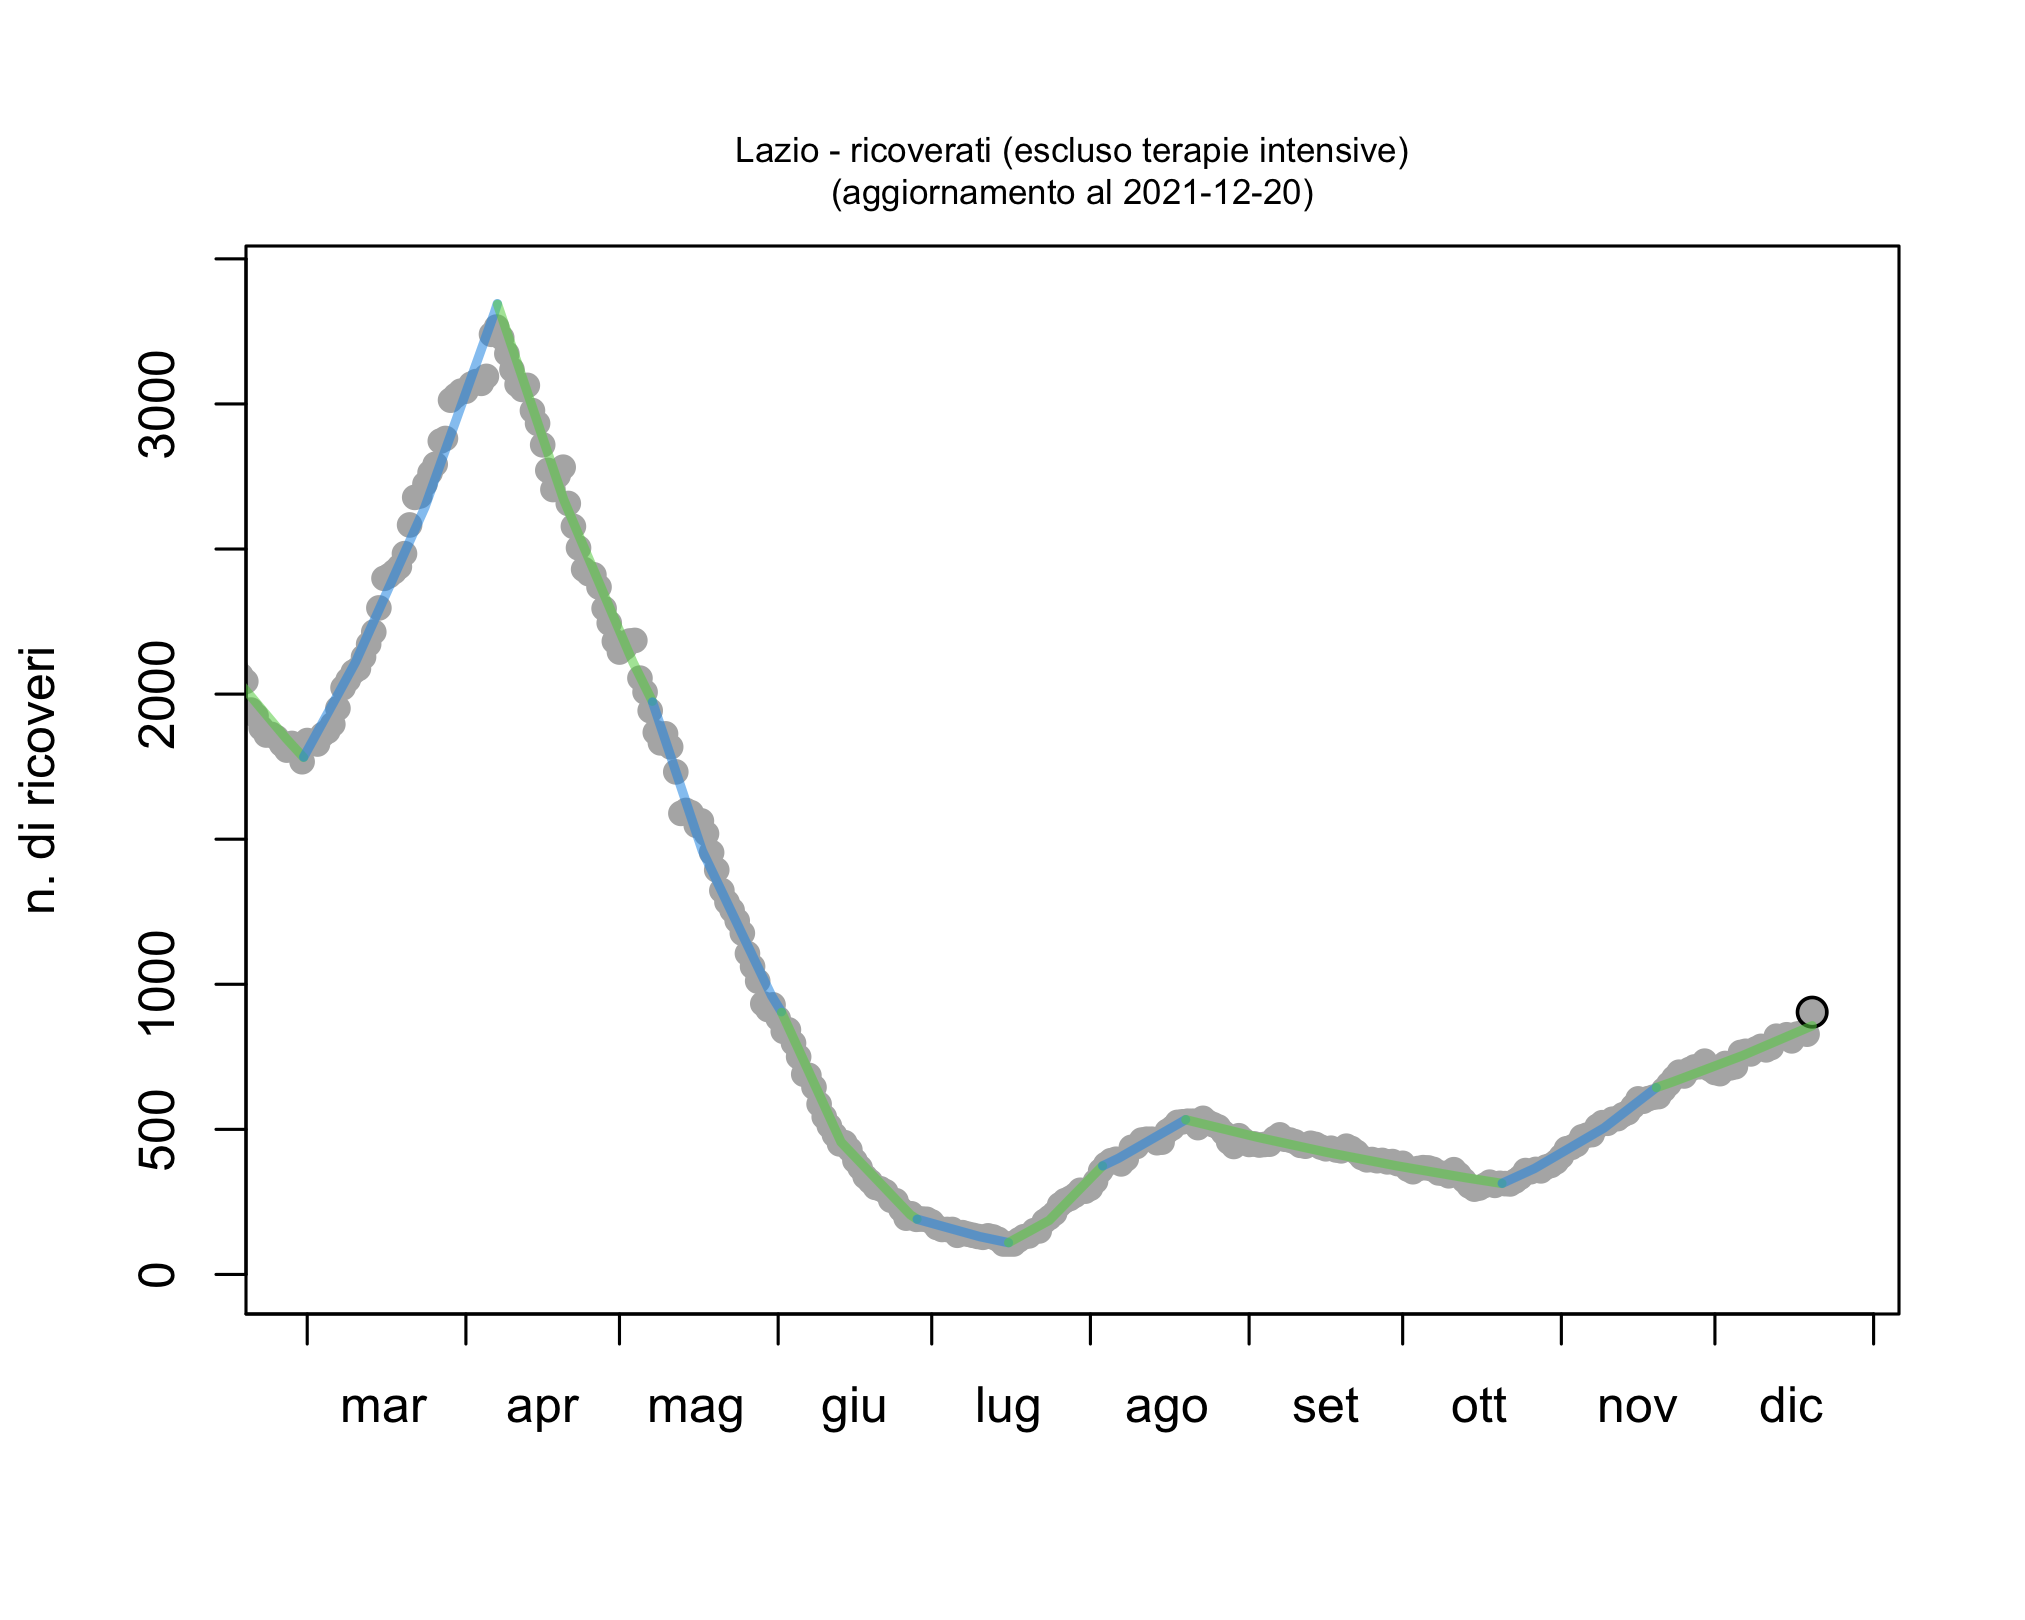 Lazio - ricoverati (escluso terapie intensive)
(aggiornamento al 2021-12-20)
n. di ricoveri
3000
2000
1000
500
0
mar apr mag giu lug ago set ott nov dic